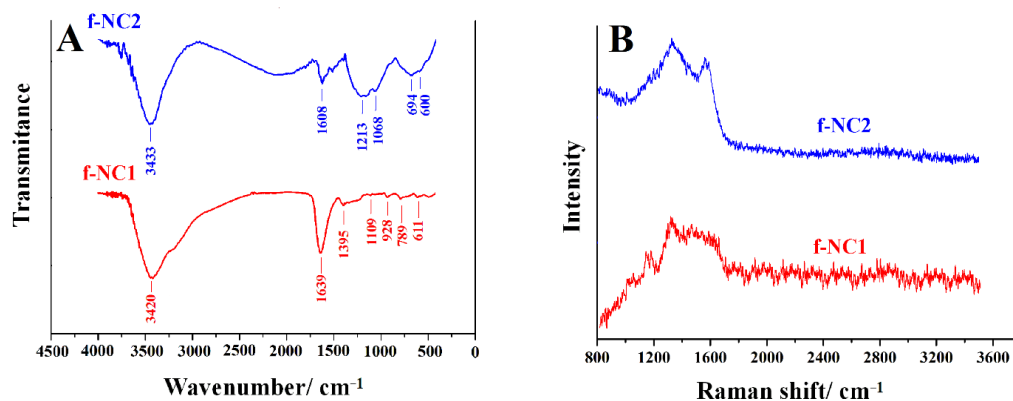 A
f-NC2
3433
1608
1213
1068
694
600
f-NC1
3420
1639
1395
1109
928
789
611
Transmitance
4500 4000 3500 3000 2500 2000 1500 1000 500 0
Wavenumber/ cm⁻¹
B
f-NC2
f-NC1
Intensity
800 1200 1600 2000 2400 2800 3200 3600
Raman shift/ cm⁻¹